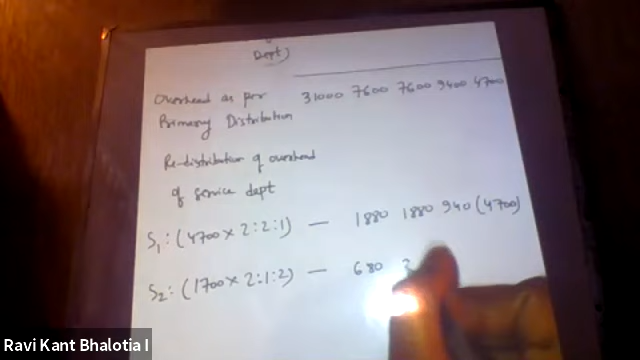 Dept)
Overhead as per 31000 7600 7600 9400 4700
Primary Distribution
Re-distribution of overhead
of service dept
S1: (4700 x 2:2:1) — 1880 1880 940 (4700)
S2: (1700 x 2:1:2) — 680 3
Ravi Kant Bhalotia I